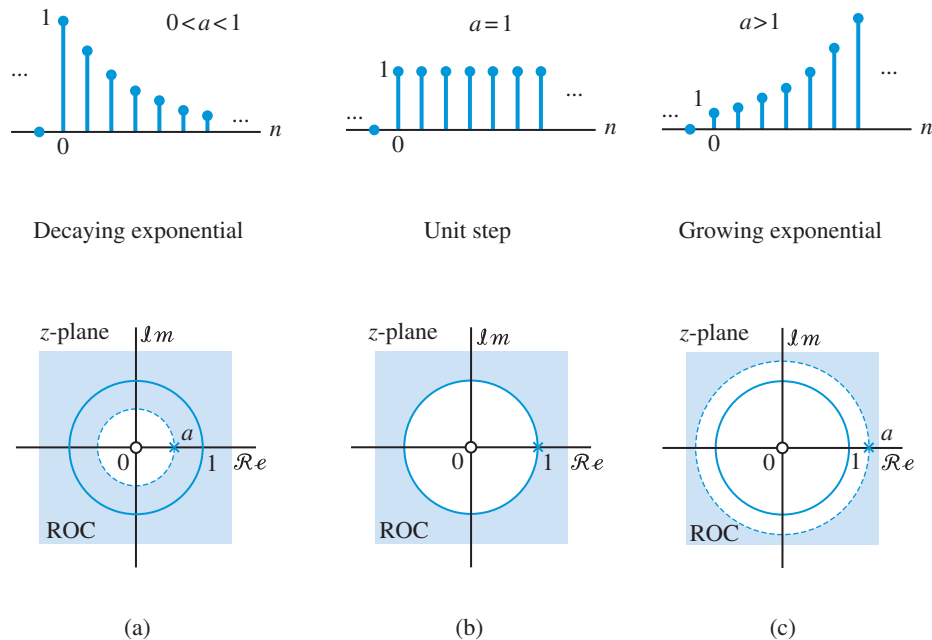 1
0 < a < 1
...
...
n
0
a = 1
1
...
...
n
0
a > 1
1
...
...
n
0
Decaying exponential
Unit step
Growing exponential
z-plane
ℐm
a
0
1
ℛe
ROC
z-plane
ℐm
0
1
ℛe
z-plane
ℐm
a
0
1
ℛe
ROC
(a)
(b)
(c)